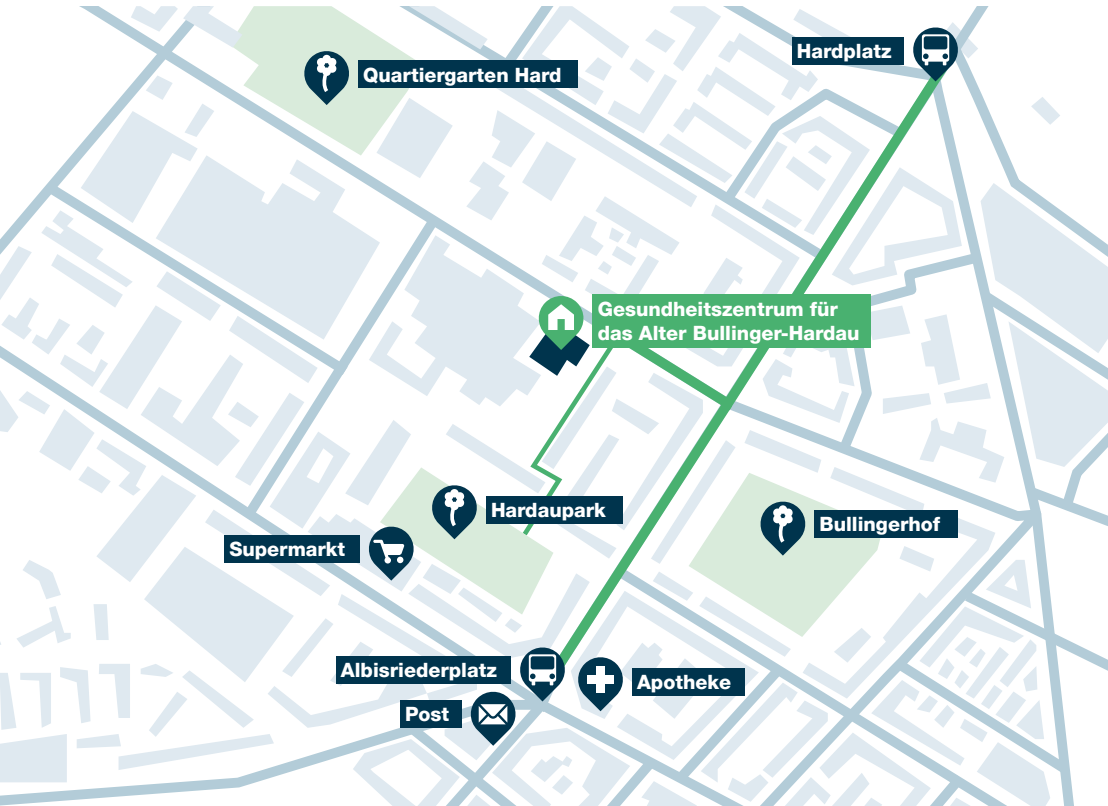 Hardplatz
Quartiergarten Hard
Gesundheitszentrum für
das Alter Bullinger-Hardau
Hardaupark
Bullingerhof
Supermarkt
Albisriederplatz
Apotheke
Post